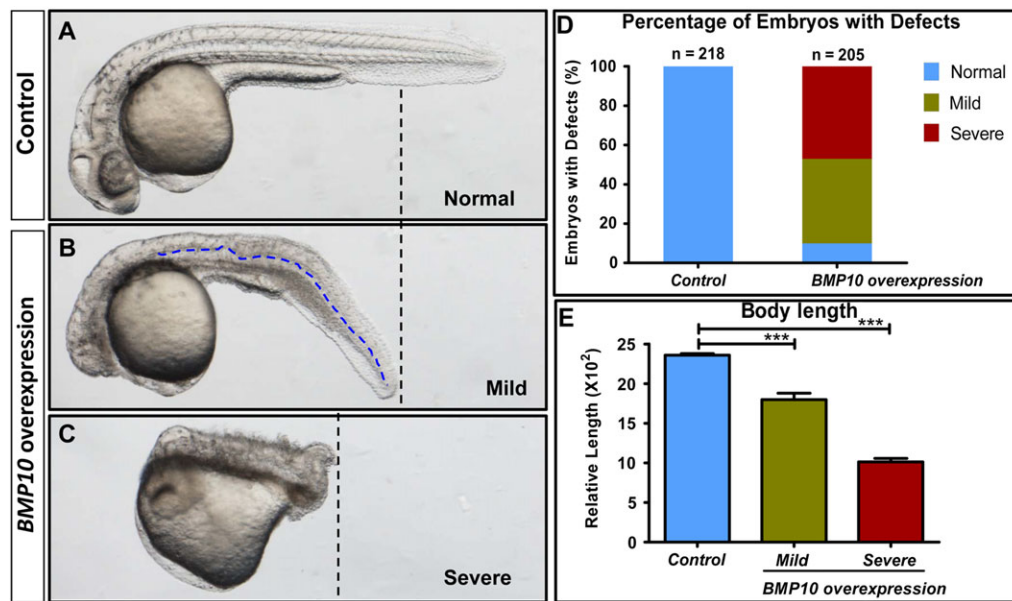 Control
A
Normal
BMP10 overexpression
B
Mild
C
Severe
D
Percentage of Embryos with Defects
n = 218
n = 205
Embryos with Defects (%)
100
80
60
40
20
0
Control
BMP10 overexpression
Normal
Mild
Severe
E
Body length
***
***
Relative Length (X10²)
25
20
15
10
5
0
Control
Mild
Severe
BMP10 overexpression